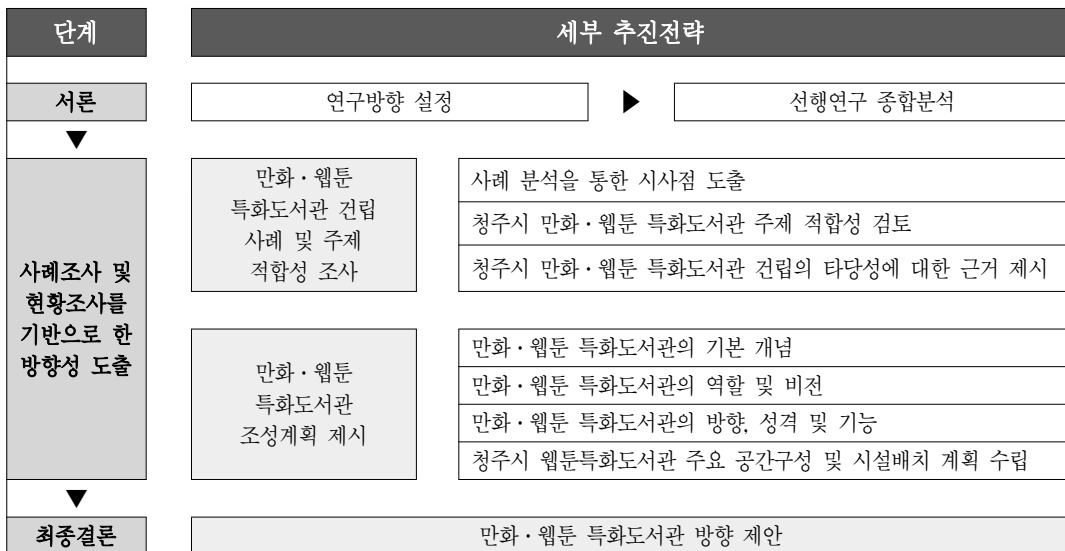 단계
세부 추진전략
서론
연구방향 설정
▶
선행연구 종합분석
▼
사례조사 및
현황조사를
기반으로 한
방향성 도출
만화·웹툰
특화도서관 건립
사례 및 주제
적합성 조사
사례 분석을 통한 시사점 도출
청주시 만화·웹툰 특화도서관 주제 적합성 검토
청주시 만화·웹툰 특화도서관 건립의 타당성에 대한 근거 제시
만화·웹툰
특화도서관
조성계획 제시
만화·웹툰 특화도서관의 기본 개념
만화·웹툰 특화도서관의 역할 및 비전
만화·웹툰 특화도서관의 방향, 성격 및 기능
청주시 웹툰특화도서관 주요 공간구성 및 시설배치 계획 수립
▼
최종결론
만화·웹툰 특화도서관 방향 제안